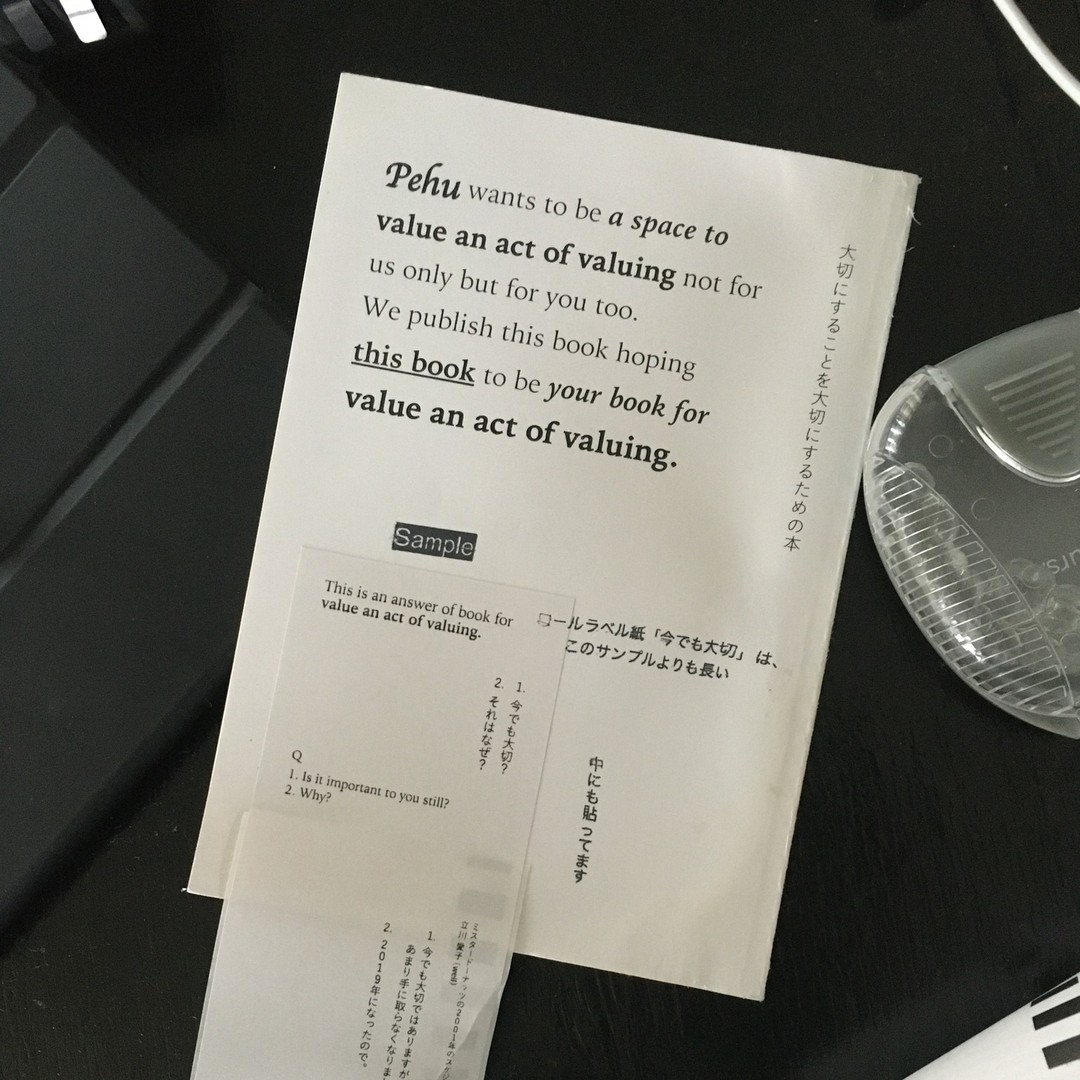 Pehu wants to be a space to
value an act of valuing not for
us only but for you too.
We publish this book hoping
this book to be your book for
value an act of valuing.
大切にすることを大切にするための本
Sample
This is an answer of book for
value an act of valuing.
1. 今でも大切?
2. それはなぜ?
Q
1. Is it important to you still?
2. Why?
ロールラベル紙「今でも大切」は、
このサンプルよりも長い
中にも貼ってます
ミスタードーナッツの2001年のスケジ
立川 愛子
1. 今でも大切ではありますが
あまり手に取らなくなりま
2. 2019年になったので。